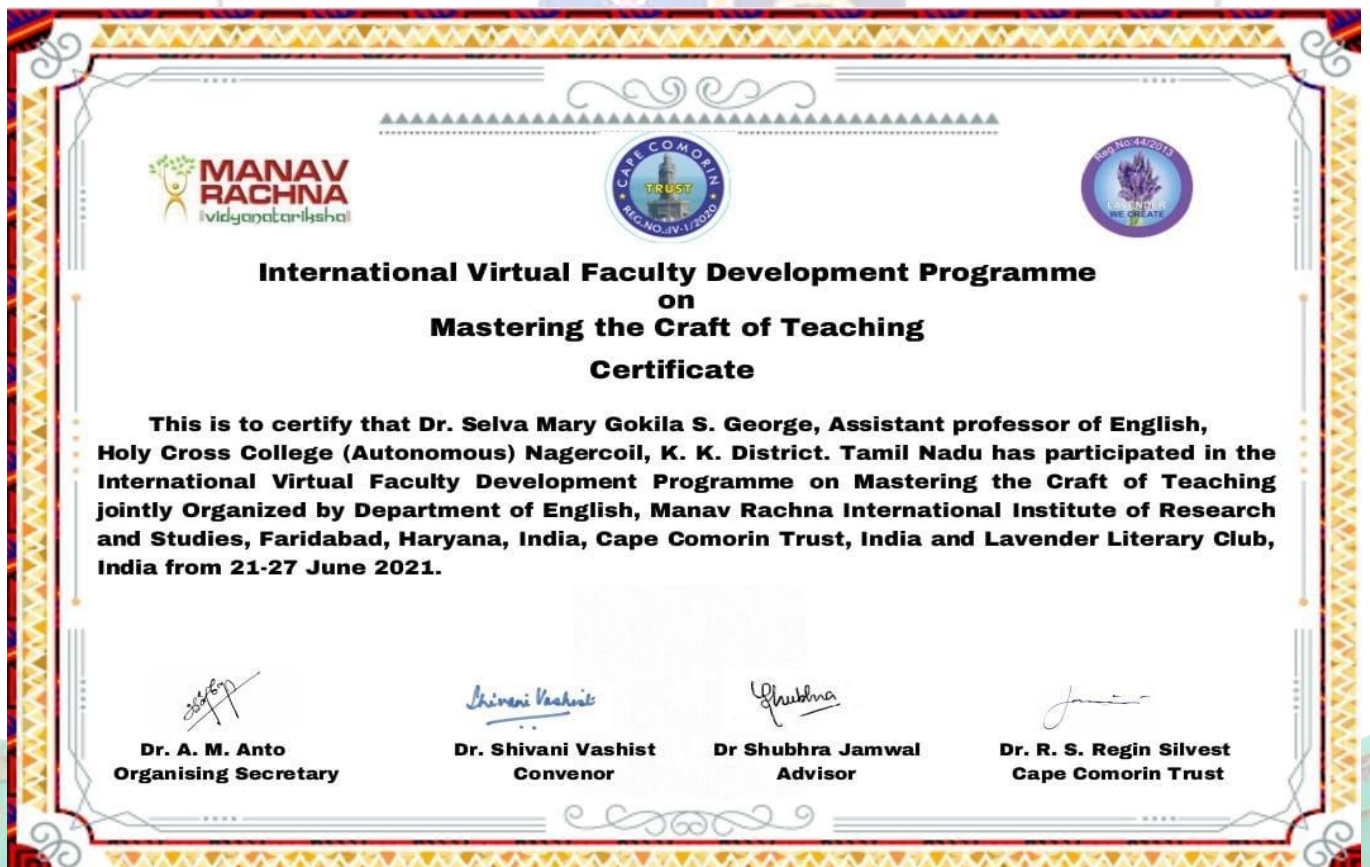 MANAV
RACHNA
vidyanatariksha
CAPE COMORIN
TRUST
REG.NO.:IV-1/2020
Reg.No:44/2013
LAVENDER
WE CREATE
International Virtual Faculty Development Programme
on
Mastering the Craft of Teaching
Certificate
This is to certify that Dr. Selva Mary Gokila S. George, Assistant professor of English,
Holy Cross College (Autonomous) Nagercoil, K. K. District. Tamil Nadu has participated in the
International Virtual Faculty Development Programme on Mastering the Craft of Teaching
jointly Organized by Department of English, Manav Rachna International Institute of Research
and Studies, Faridabad, Haryana, India, Cape Comorin Trust, India and Lavender Literary Club,
India from 21-27 June 2021.
Shivani Vashist
Shubhra
Dr. A. M. Anto
Organising Secretary
Dr. Shivani Vashist
Convenor
Dr Shubhra Jamwal
Advisor
Dr. R. S. Regin Silvest
Cape Comorin Trust